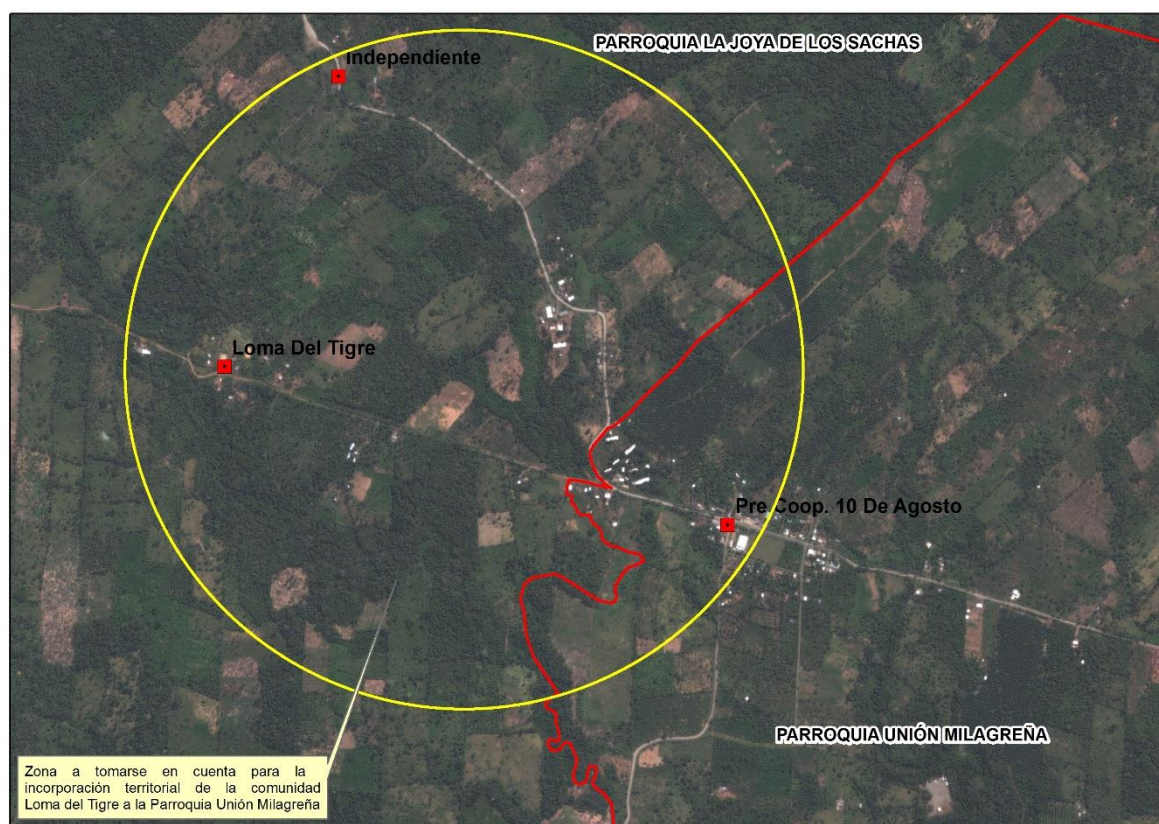 PARROQUIA LA JOYA DE LOS SACHAS
Independiente
Loma Del Tigre
Pre Coop. 10 De Agosto
PARROQUIA UNIÓN MILAGREÑA
Zona a tomarse en cuenta para la
incorporación territorial de la comunidad
Loma del Tigre a la Parroquia Unión Milagreña